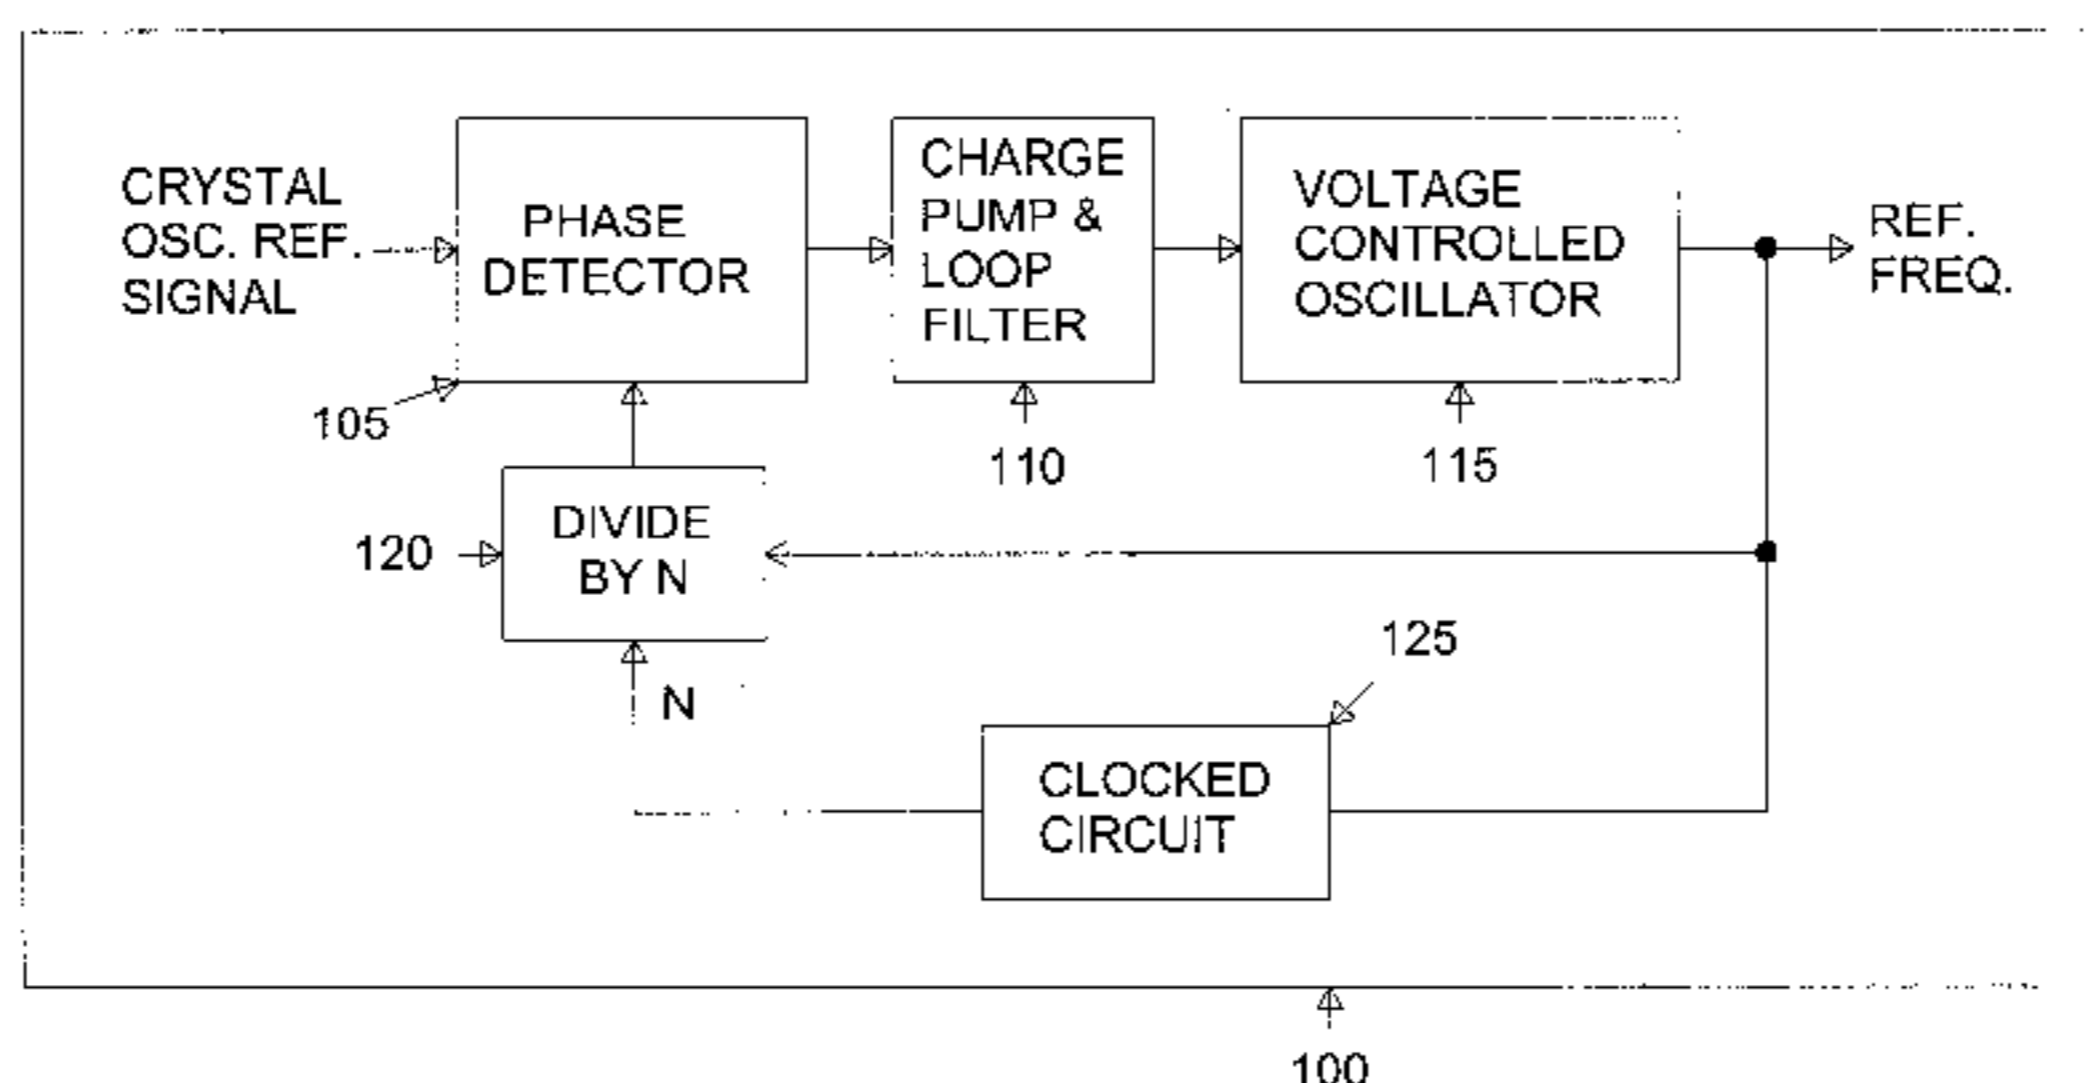 CRYSTAL
OSC. REF.
SIGNAL
PHASE
DETECTOR
CHARGE
PUMP &
LOOP
FILTER
VOLTAGE
CONTROLLED
OSCILLATOR
REF.
FREQ.
105
110
115
120
DIVIDE
BY N
N
125
CLOCKED
CIRCUIT
100